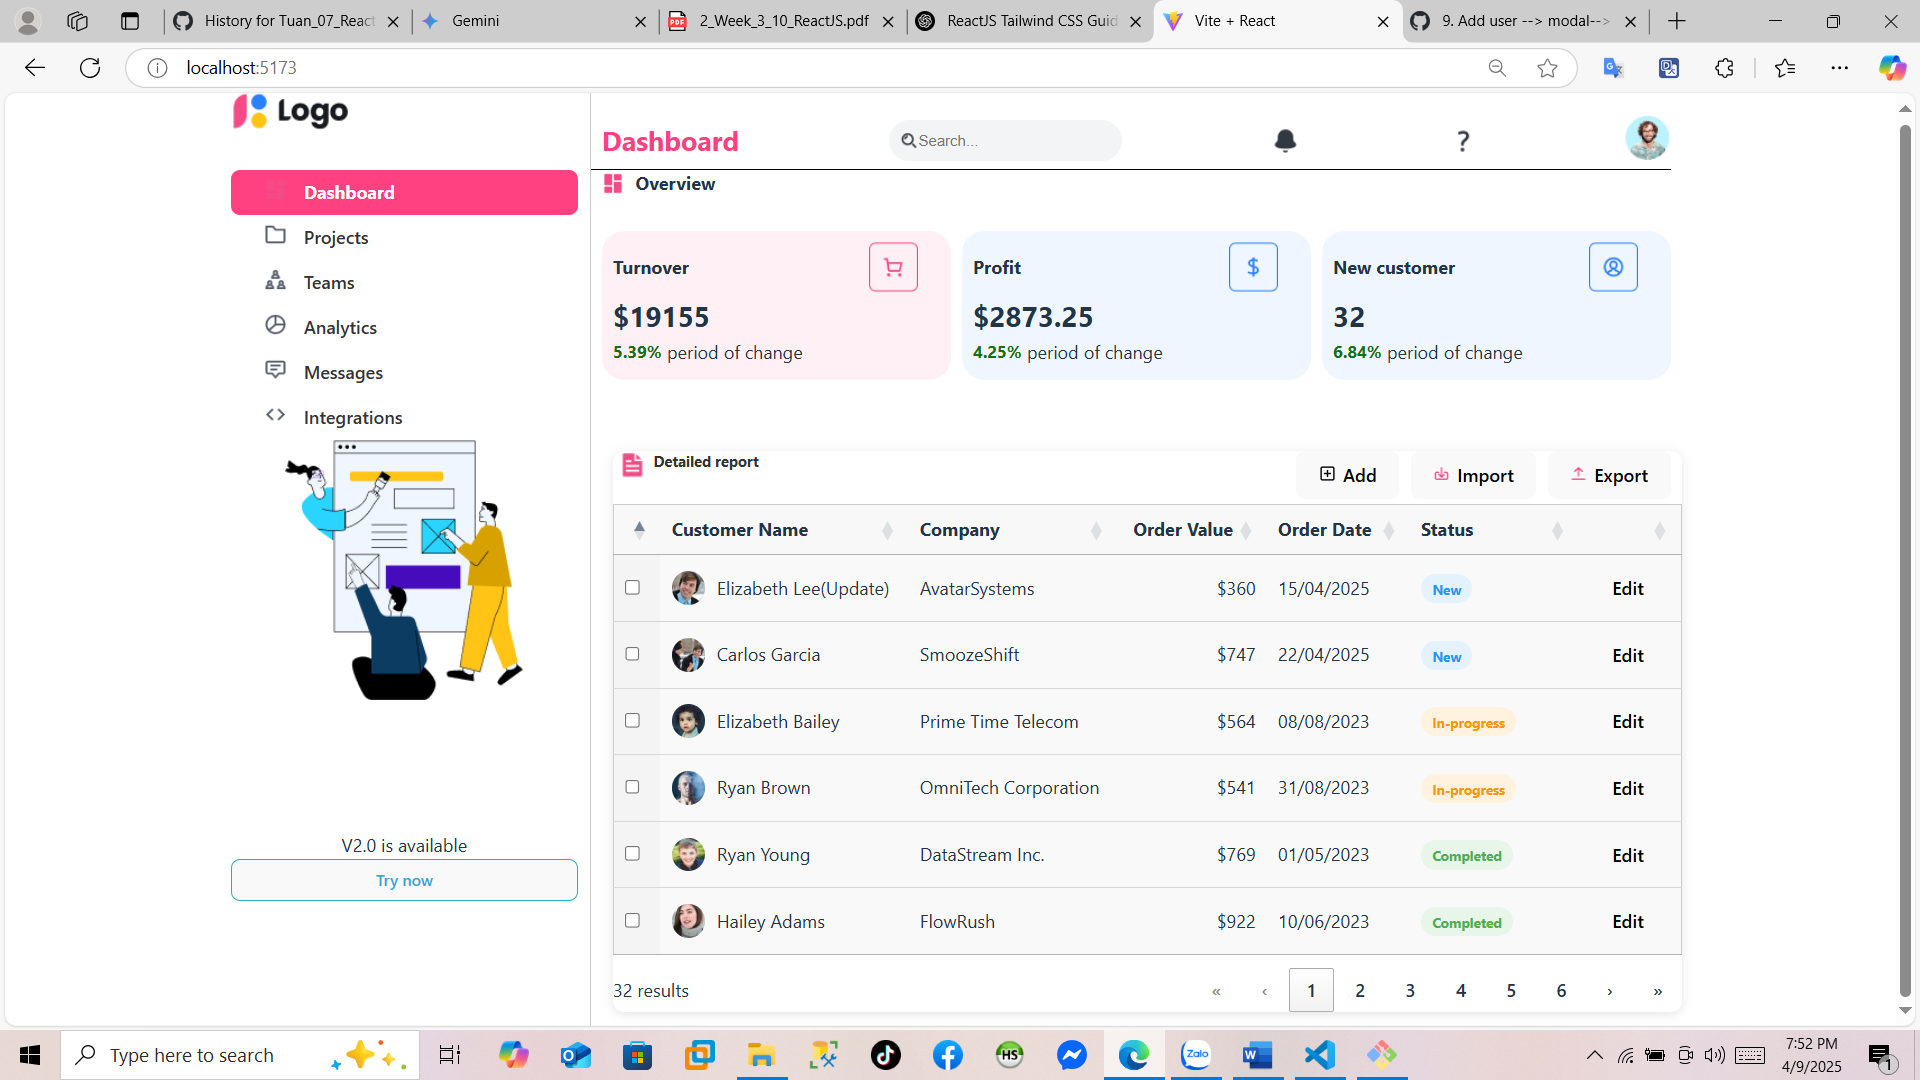 History for Tuan_07_React
Gemini
2_Week_3_10_ReactUS.pdf
ReactJS Tailwind CSS Guid
Vite + React
9. Add user --> modal-->
localhost:5173
Logo
Dashboard
Search...
?
Dashboard
Overview
Projects
Teams
Analytics
Messages
Integrations
Turnover
$19155
5.39% period of change
Profit
$
$2873.25
4.25% period of change
New customer
32
6.84% period of change
Detailed report
Add
Import
Export
Customer Name Company Order Value Order Date Status
Elizabeth Lee(Update) AvatarSystems $360 15/04/2025 New Edit
Carlos Garcia SmoozeShift $747 22/04/2025 New Edit
Elizabeth Bailey Prime Time Telecom $564 08/08/2023 In-progress Edit
Ryan Brown OmniTech Corporation $541 31/08/2023 In-progress Edit
Ryan Young DataStream Inc. $769 01/05/2023 Completed Edit
Hailey Adams FlowRush $922 10/06/2023 Completed Edit
V2.0 is available
Try now
32 results
« ‹ 1 2 3 4 5 6 › »
Type here to search
HS
Zalo
7:52 PM
4/9/2025
1